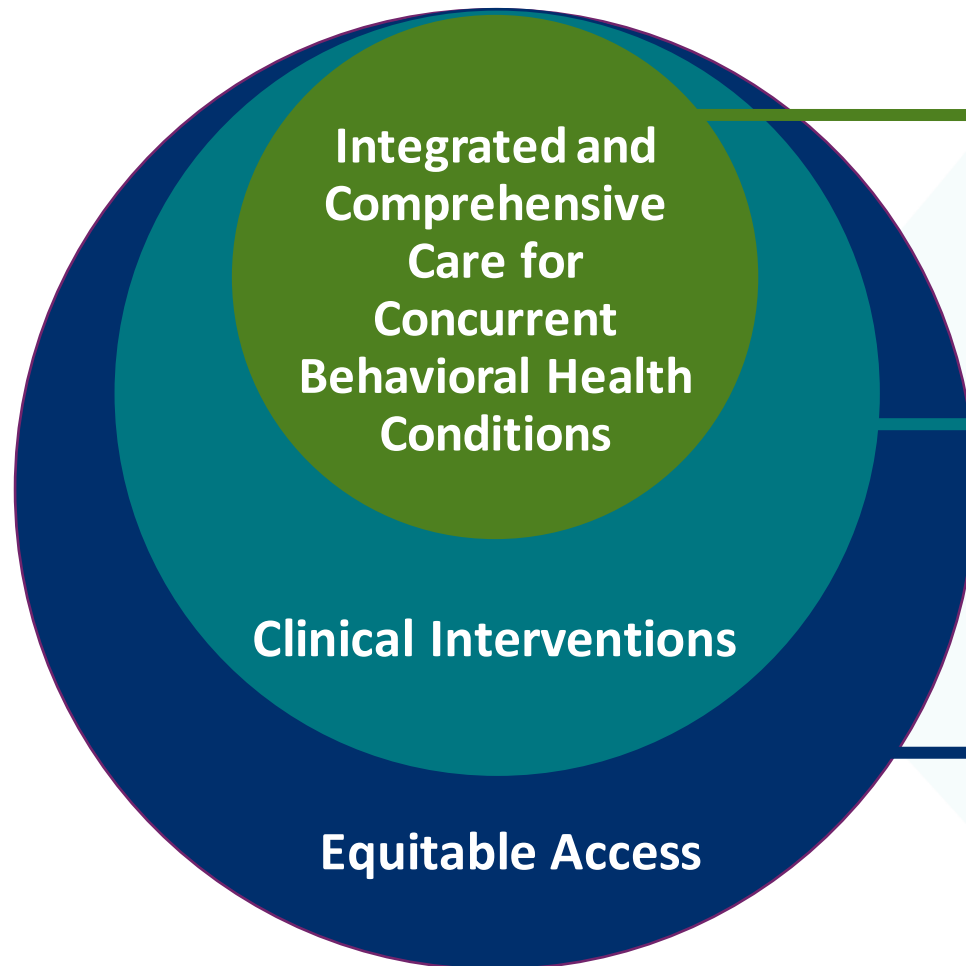 Integrated and
Comprehensive
Care for
Concurrent
Behavioral Health
Conditions
Clinical Interventions
Equitable Access